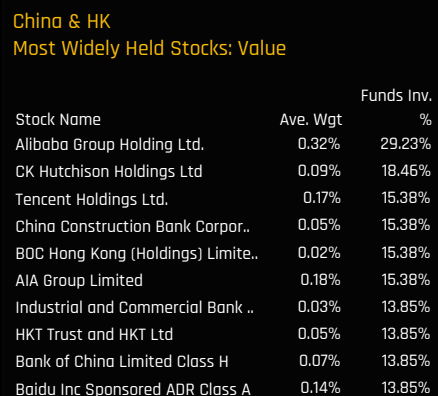 China & HK
Most Widely Held Stocks: Value
Funds Inv.
Stock Name Ave. Wgt %
Alibaba Group Holding Ltd. 0.32% 29.23%
CK Hutchison Holdings Ltd 0.09% 18.46%
Tencent Holdings Ltd. 0.17% 15.38%
China Construction Bank Corpor.. 0.05% 15.38%
BOC Hong Kong (Holdings) Limite.. 0.02% 15.38%
AIA Group Limited 0.18% 15.38%
Industrial and Commercial Bank .. 0.03% 13.85%
HKT Trust and HKT Ltd 0.05% 13.85%
Bank of China Limited Class H 0.07% 13.85%
Baidu Inc Sponsored ADR Class A 0.14% 13.85%